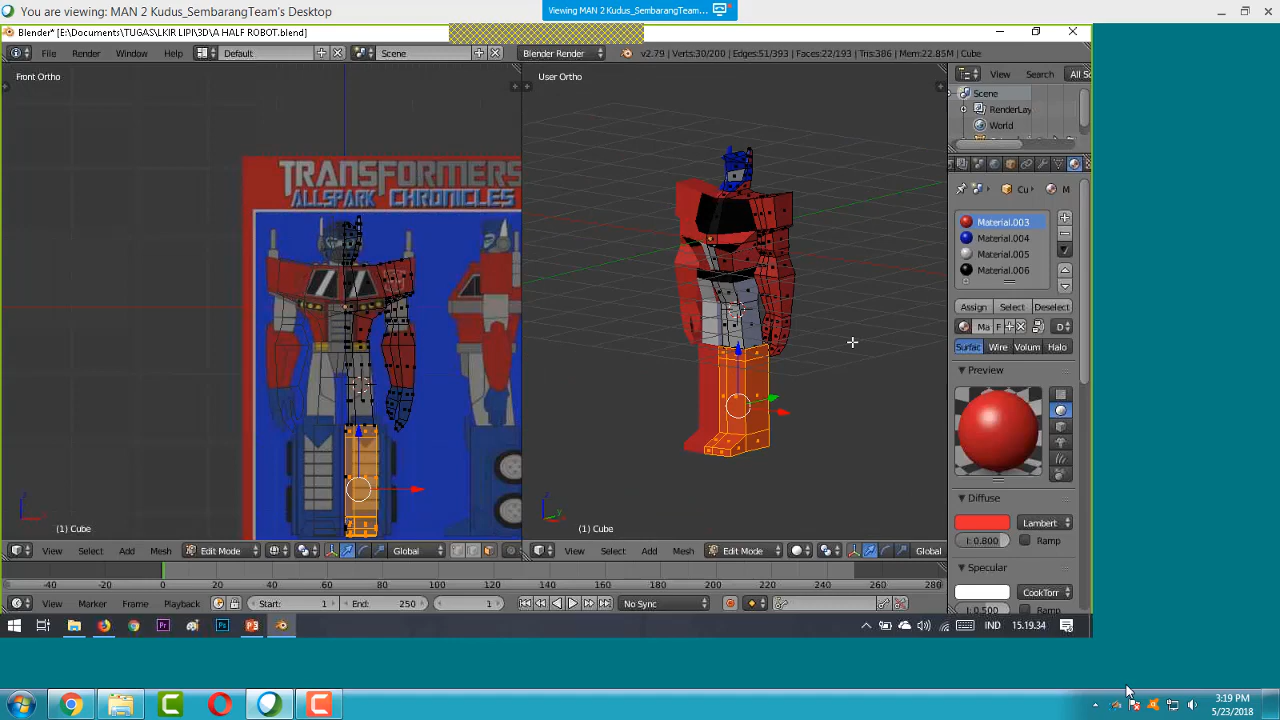 You are viewing: MAN 2 Kudus_SembarangTeam's Desktop
Viewing MAN 2 Kudus_SembarangTeam...
Blender* [E:\Documents\TUGAS\LKIR LIPI\3D\A HALF ROBOT.blend]
File Render Window Help Default Scene Blender Render v2.79 | Verts:30/200 | Edges:51/393 | Faces:22/193 | Tris:386 | Mem:22.85M | Cube
View Search All Sc
Front Ortho
User Ortho
Scene
RenderLay
World
TRANSFORMERS
ALLSPARK CHRONICLES
Cu M
Material.003
Material.004
Material.005
Material.006
Assign Select Deselect
Ma F D
Surfac Wire Volum Halo
Preview
Diffuse
Lambert
I: 0.800 Ramp
Specular
CookTorr
I: 0.500 Ramp
(1) Cube
(1) Cube
View Select Add Mesh Edit Mode Global
View Select Add Mesh Edit Mode Global
-40 -20 0 20 40 60 80 100 120 140 160 180 200 220 240 260 280
View Marker Frame Playback Start: 1 End: 250 1 No Sync
IND 15.19.34
3:19 PM
5/23/2018